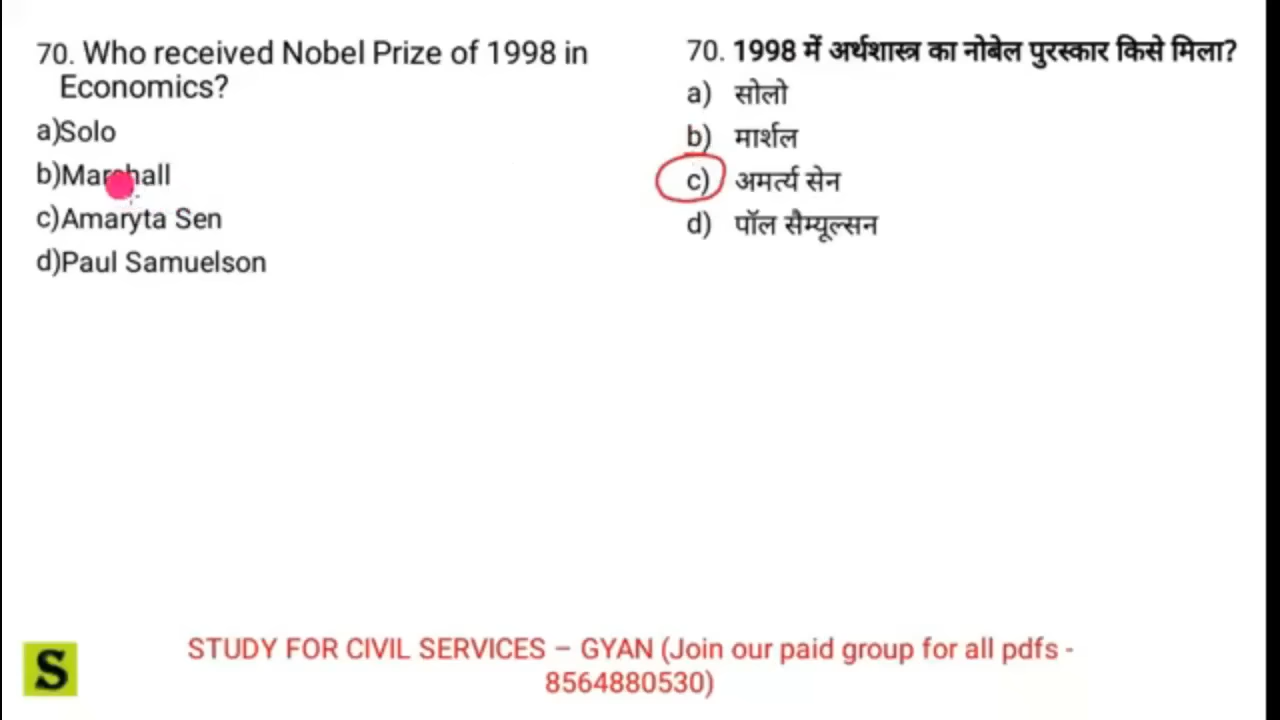 70. Who received Nobel Prize of 1998 in
Economics?
a)Solo
b)Marshall
c)Amaryta Sen
d)Paul Samuelson
70. 1998 में अर्थशास्त्र का नोबेल पुरस्कार किसे मिला?
a) सोलो
b) मार्शल
c) अमर्त्य सेन
d) पॉल सैम्यूल्सन
S
STUDY FOR CIVIL SERVICES – GYAN (Join our paid group for all pdfs -
8564880530)